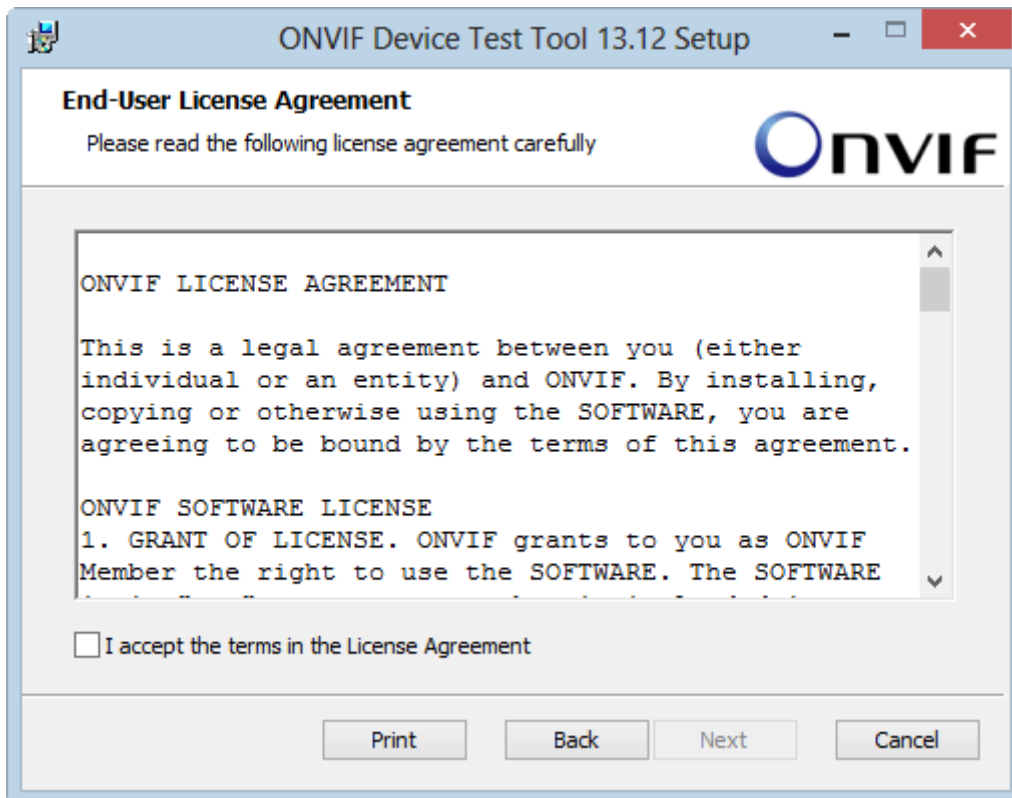 ONVIF Device Test Tool 13.12 Setup
End-User License Agreement
Please read the following license agreement carefully
ONVIF
ONVIF LICENSE AGREEMENT
This is a legal agreement between you (either
individual or an entity) and ONVIF. By installing,
copying or otherwise using the SOFTWARE, you are
agreeing to be bound by the terms of this agreement.
ONVIF SOFTWARE LICENSE
1. GRANT OF LICENSE. ONVIF grants to you as ONVIF
Member the right to use the SOFTWARE. The SOFTWARE
I accept the terms in the License Agreement
Print Back Next Cancel